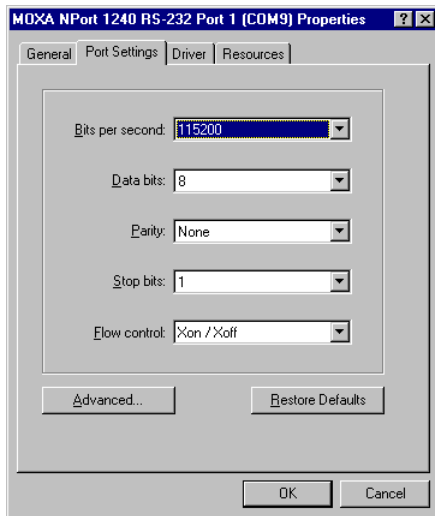 MOXA NPort 1240 RS-232 Port 1 (COM9) Properties
General Port Settings Driver Resources
Bits per second: 115200
Data bits: 8
Parity: None
Stop bits: 1
Flow control: Xon / Xoff
Advanced... Restore Defaults
OK Cancel